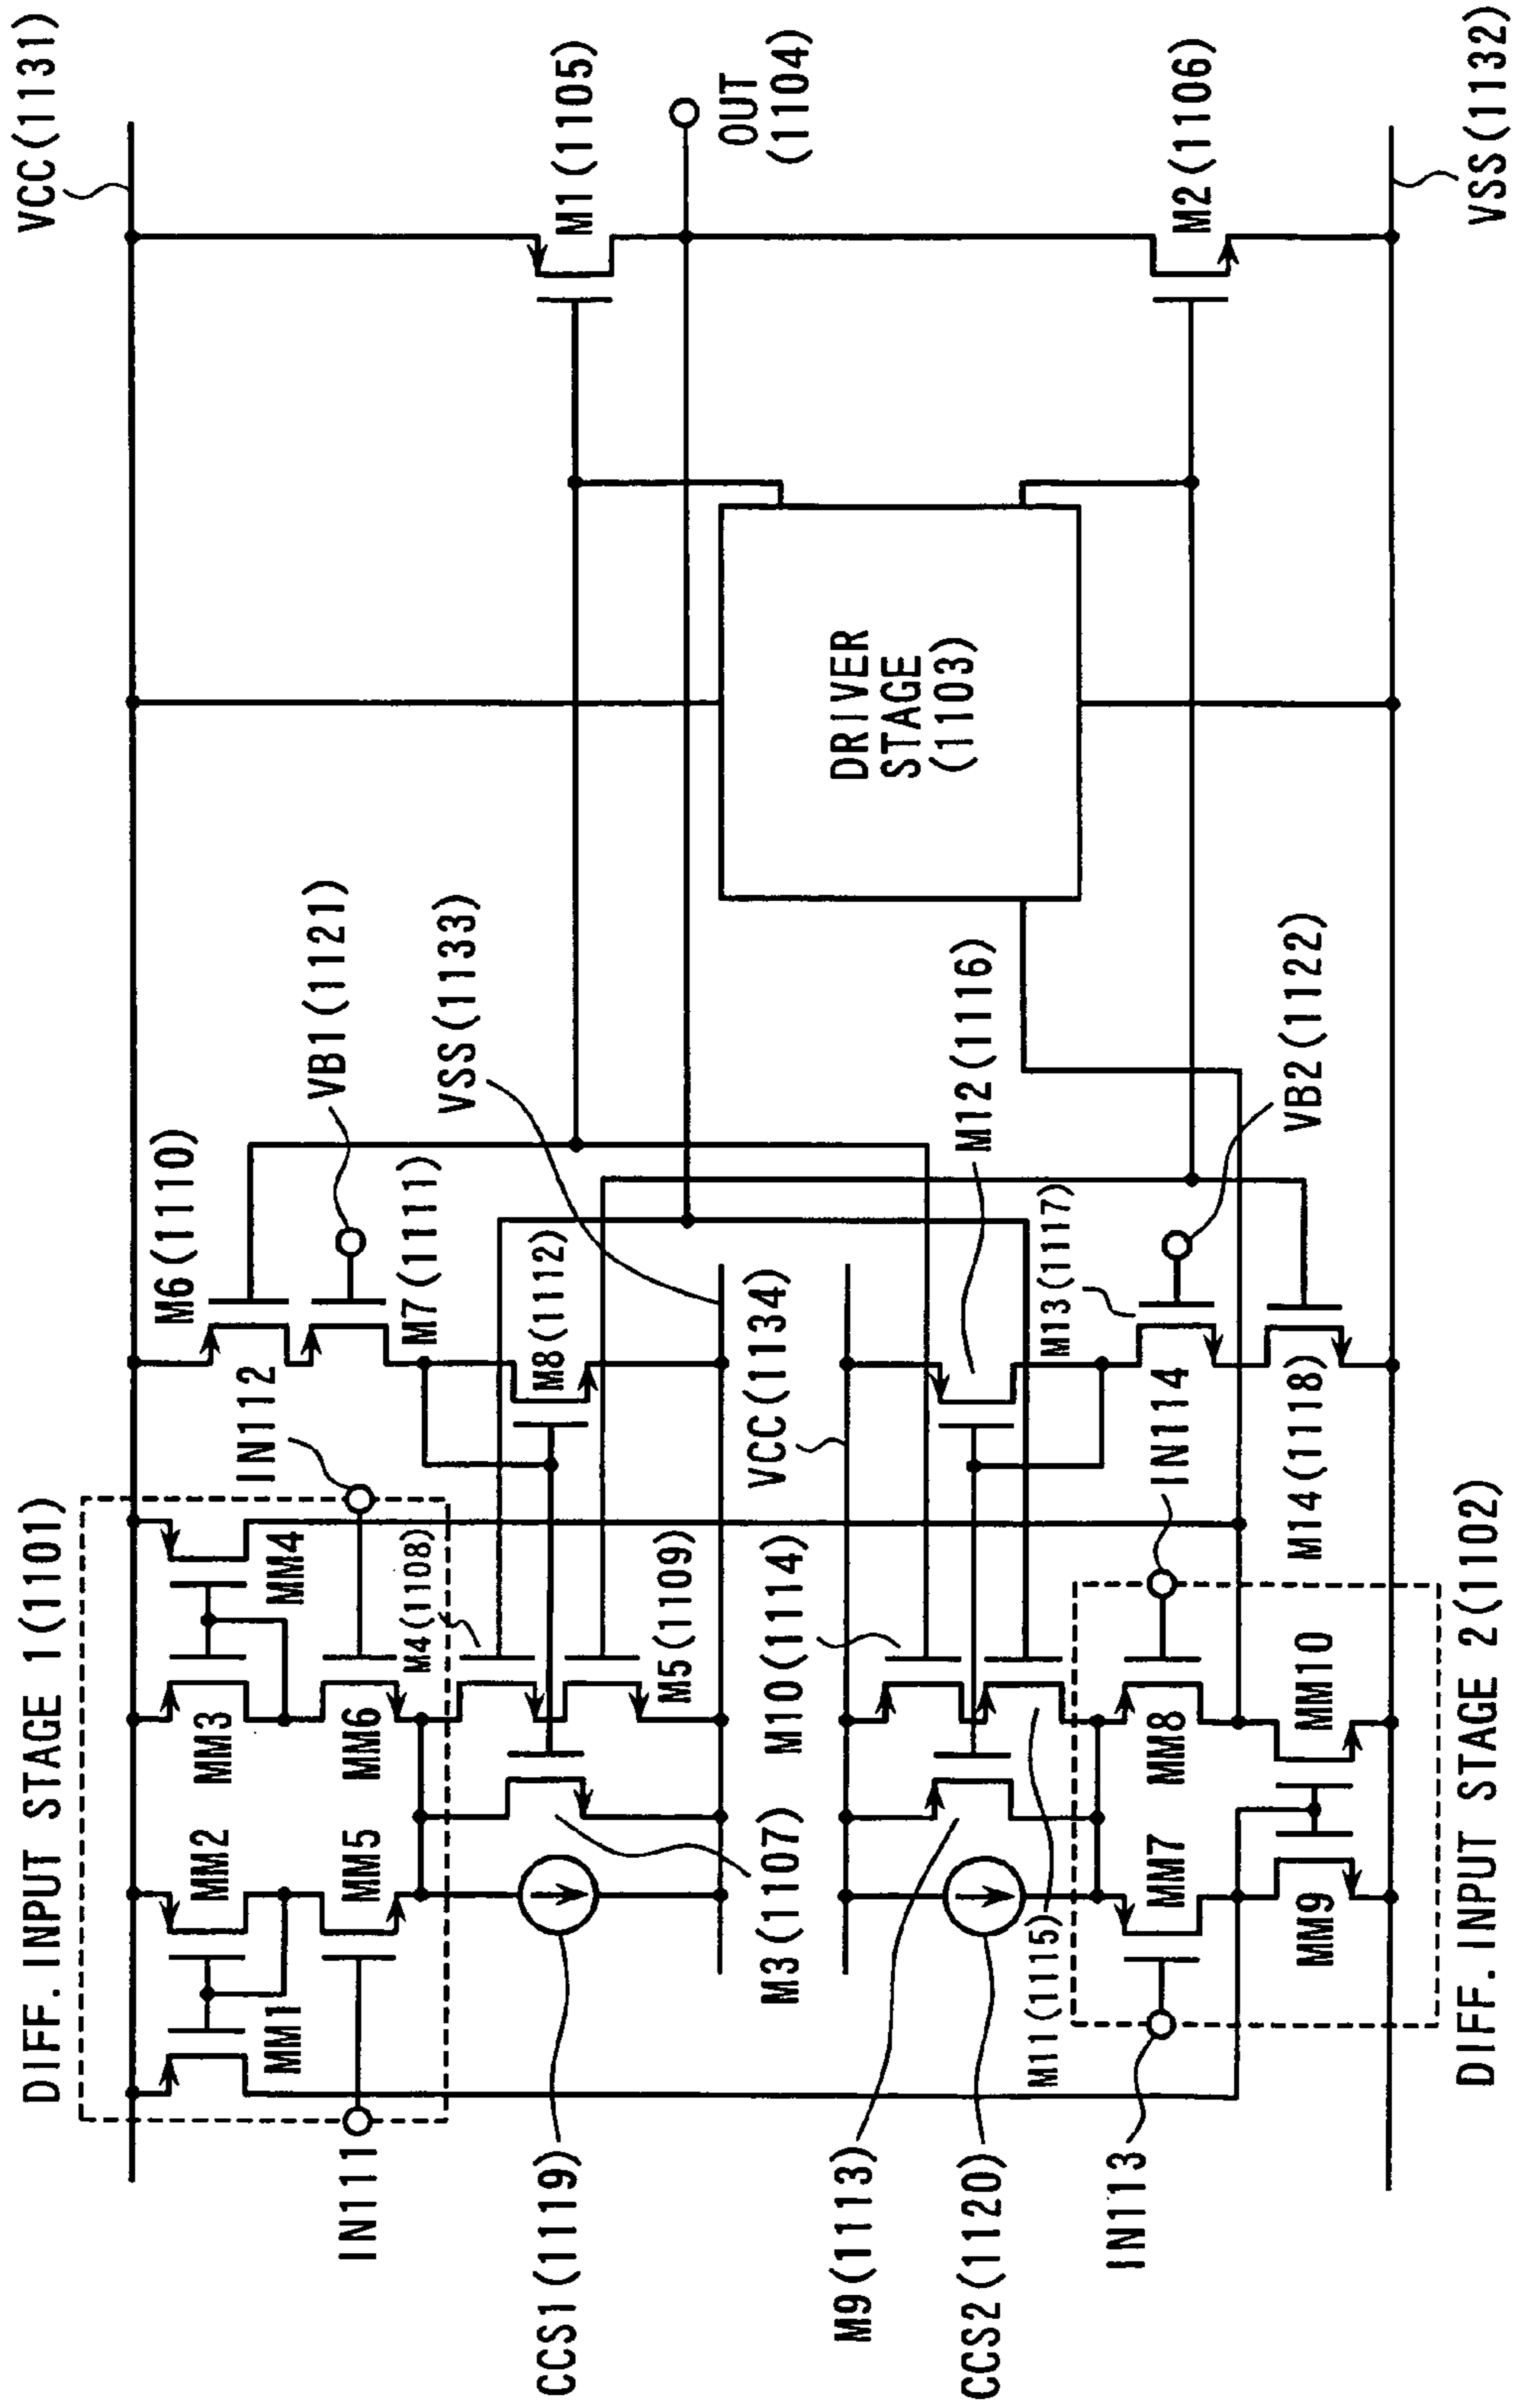 DIFF. INPUT STAGE 1(1101)
VCC(1131)
MM1
MM2
MM3
MM4
MM5
MM6
IN111
IN112
M6(1110)
VB1(1121)
M7(1111)
M4(1108)
M8(1112)
VSS(1133)
M5(1109)
CCS1(1119)
M3(1107)
M1(1105)
OUT
(1104)
DRIVER
STAGE
(1103)
VCC(1134)
M10(1114)
M12(1116)
M9(1113)
CCS2(1120)
M11(1115)
M13(1117)
IN113
IN114
MM7
MM8
VB2(1122)
M14(1118)
MM9
MM10
M2(1106)
DIFF. INPUT STAGE 2(1102)
VSS(1132)